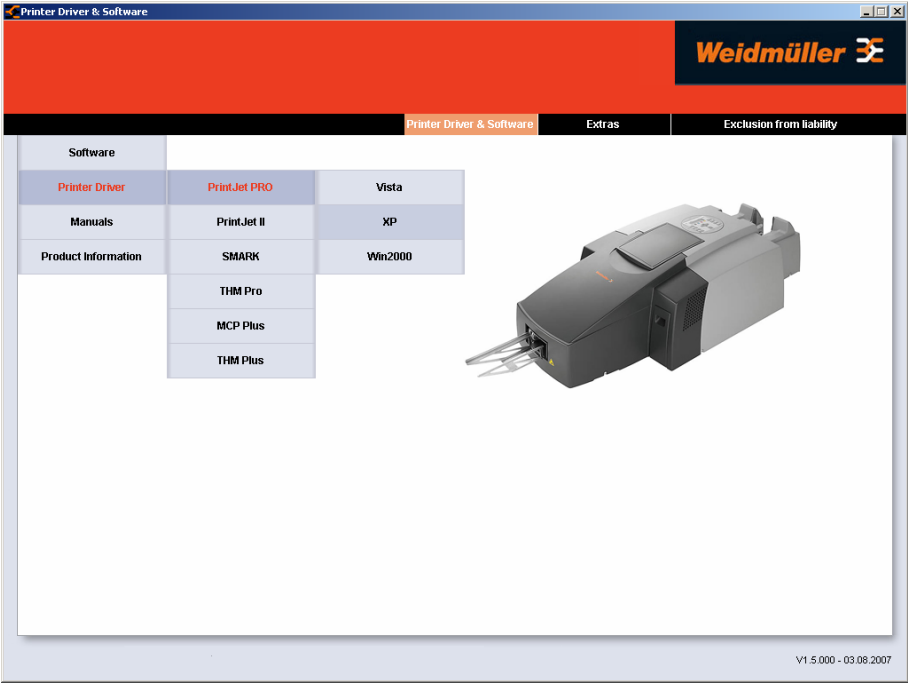 Printer Driver & Software
Weidmüller
Printer Driver & Software
Extras
Exclusion from liability
Software
Printer Driver
PrintJet PRO
Vista
Manuals
PrintJet II
XP
Product Information
SMARK
Win2000
THM Pro
MCP Plus
THM Plus
V1.5.000 - 03.08.2007